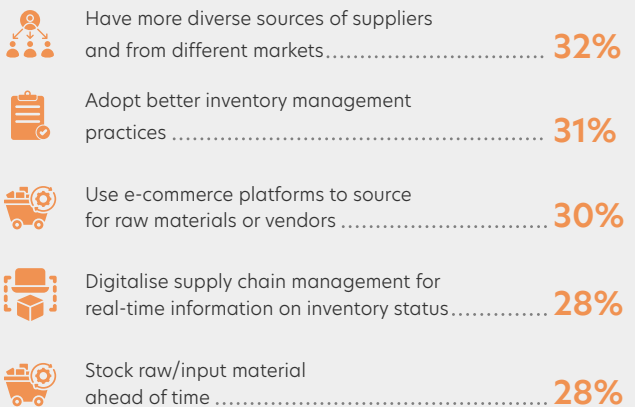 Have more diverse sources of suppliers
and from different markets.............................. 32%
Adopt better inventory management
practices .................................................... 31%
Use e-commerce platforms to source
for raw materials or vendors ............................ 30%
Digitalise supply chain management for
real-time information on inventory status............. 28%
Stock raw/input material
ahead of time ............................................... 28%